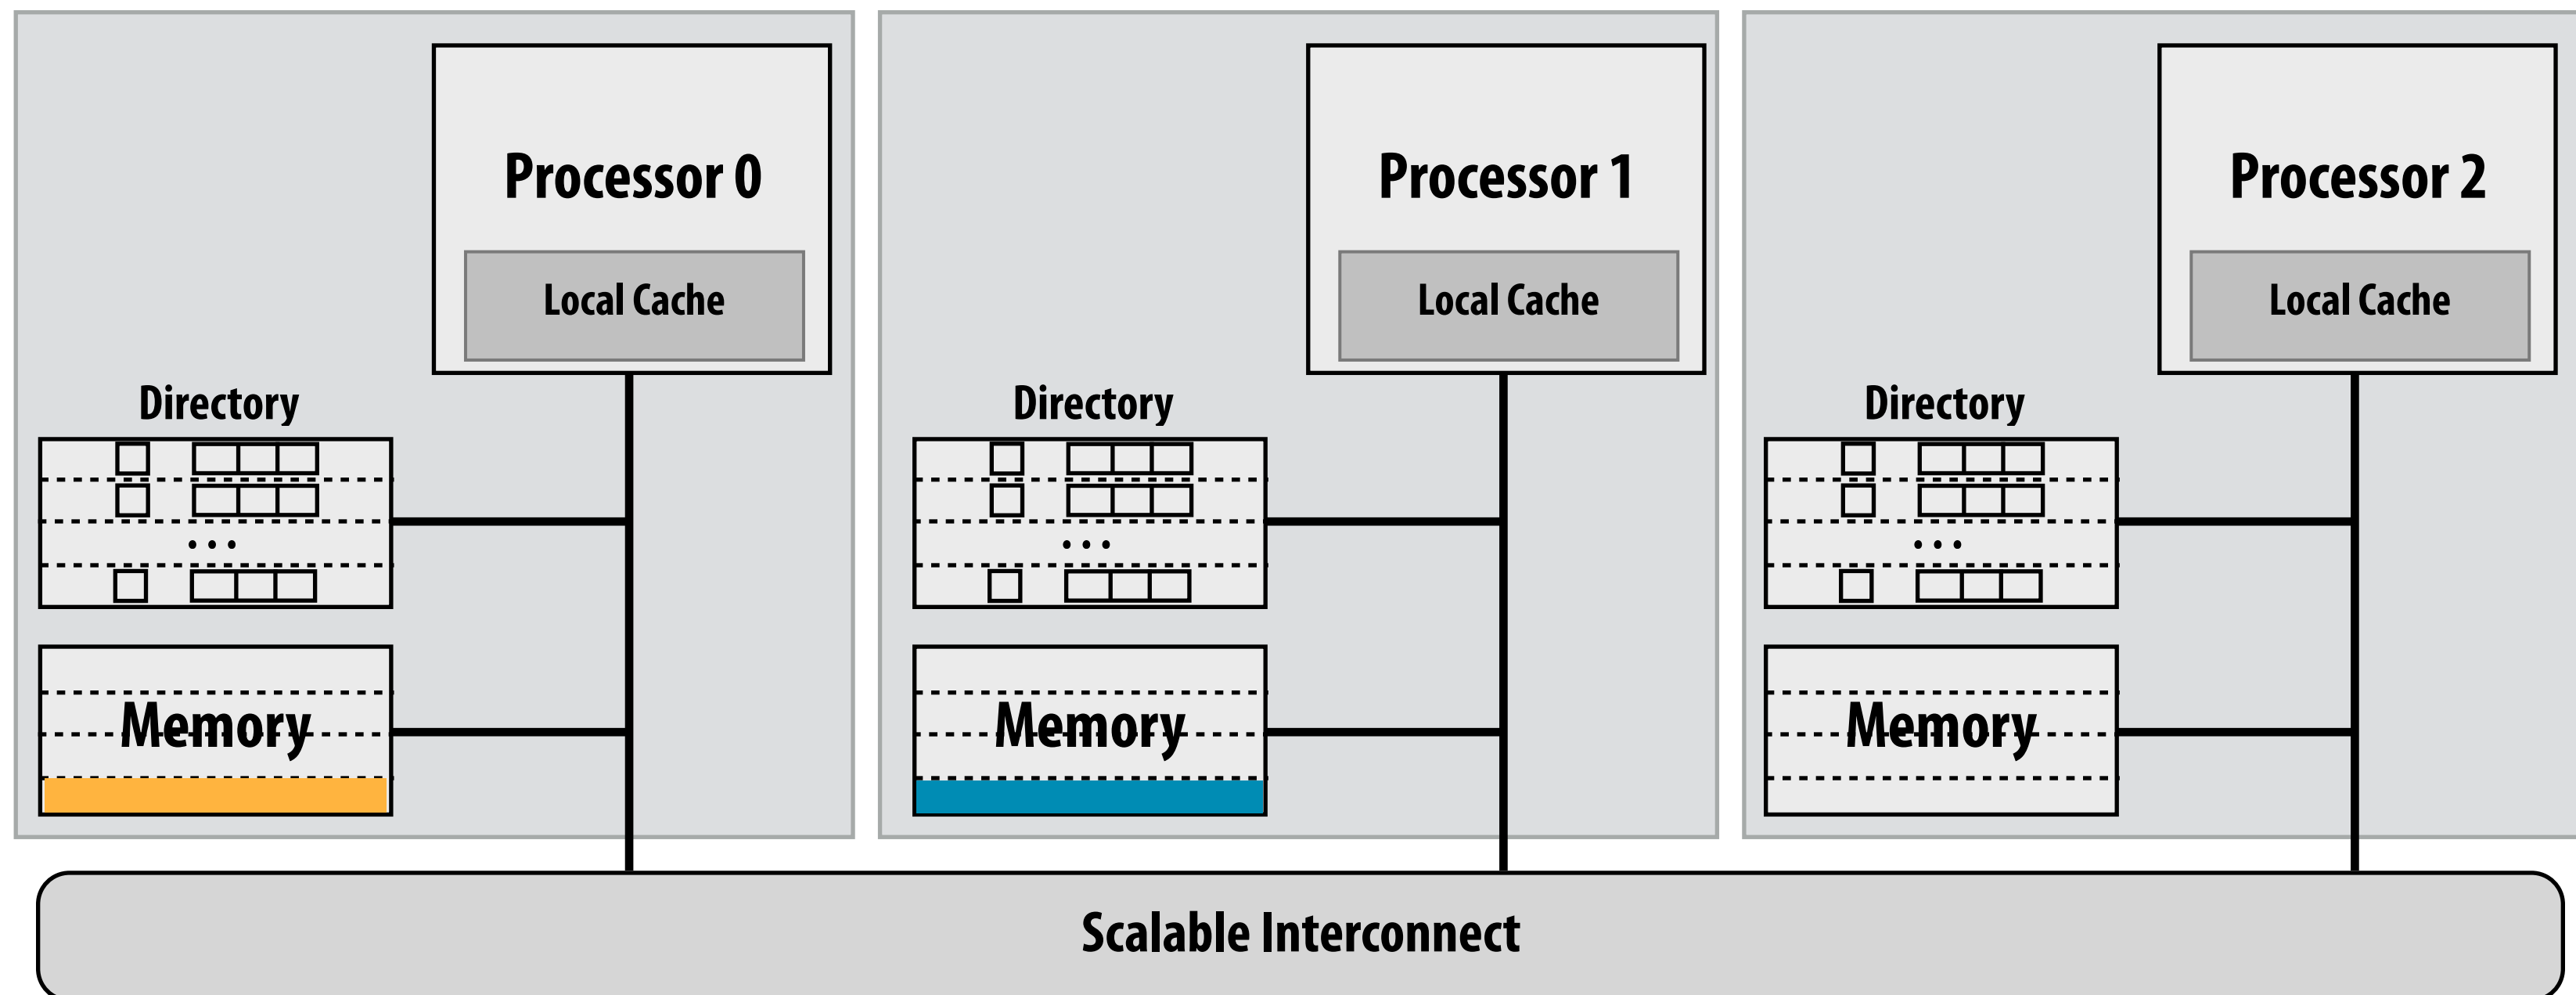 Processor 0
Local Cache
Directory
...
Memory
Processor 1
Local Cache
Directory
...
Memory
Processor 2
Local Cache
Directory
...
Memory
Scalable Interconnect